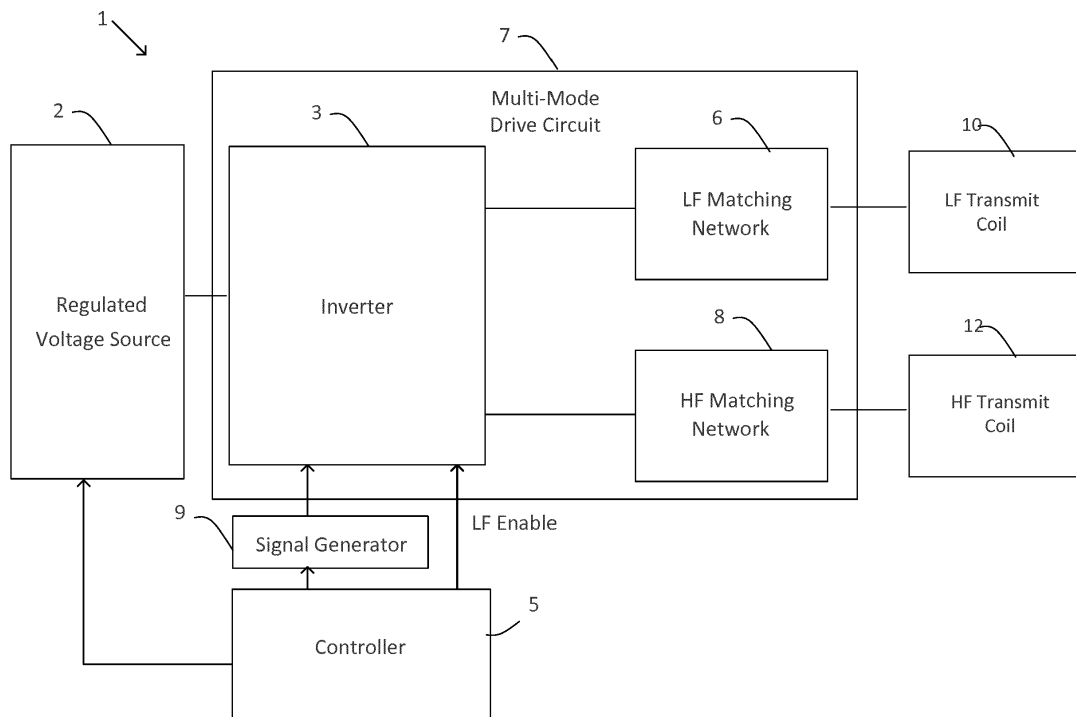 1
7
Multi-Mode
Drive Circuit
2
3
6
10
LF Matching
Network
LF Transmit
Coil
Regulated
Voltage Source
Inverter
8
12
HF Matching
Network
HF Transmit
Coil
9
LF Enable
Signal Generator
5
Controller